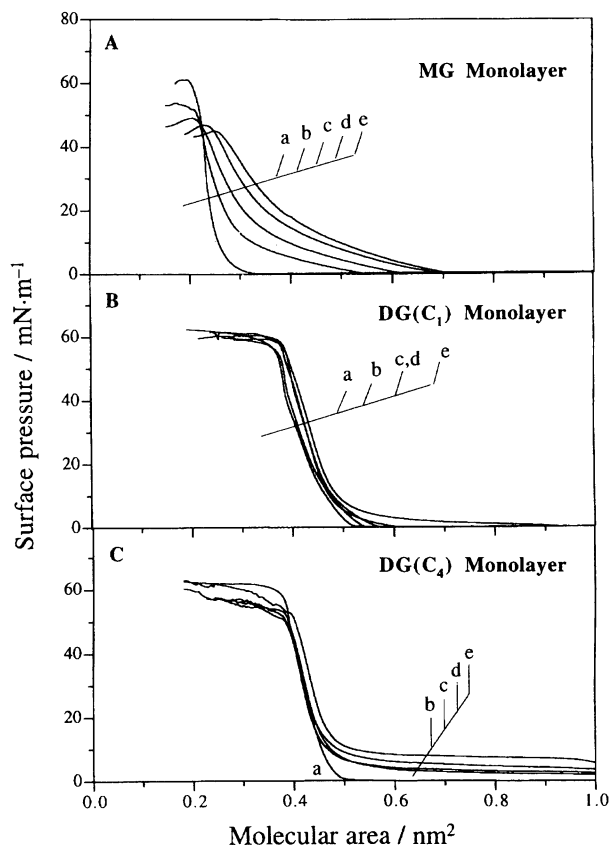 80
A
MG Monolayer
60
a b c d e
40
20
0
B
DG(C₁) Monolayer
60
a b c,d e
40
20
0
C
DG(C₄) Monolayer
60
b c d e
40
20
a
0
0.0 0.2 0.4 0.6 0.8 1.0
Molecular area / nm²
Surface pressure / mN·m⁻¹